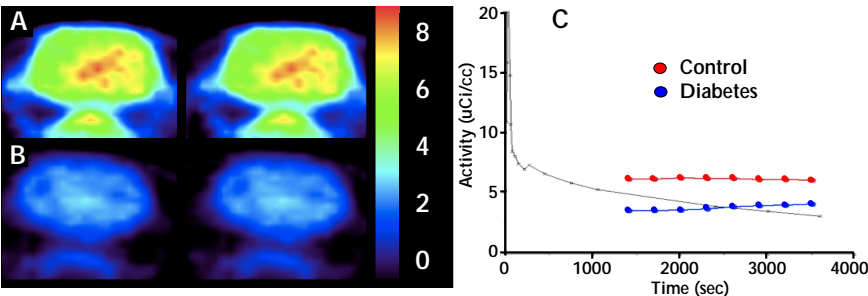 A
B
8
6
4
2
0
C
20
15
10
5
0
Activity (uCi/cc)
Control
Diabetes
0
1000
2000
3000
4000
Time (sec)